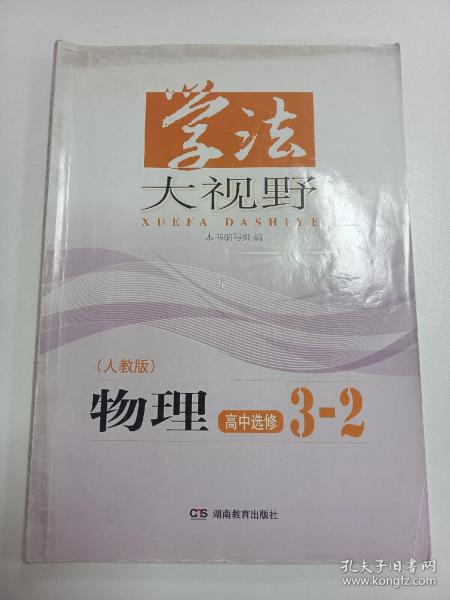 学法
大视野
XUEFA DASHIYE
本书编写组 编
(人教版)
物理 高中选修 3-2
CTS 湖南教育出版社
孔夫子旧书网
www.kongfz.com